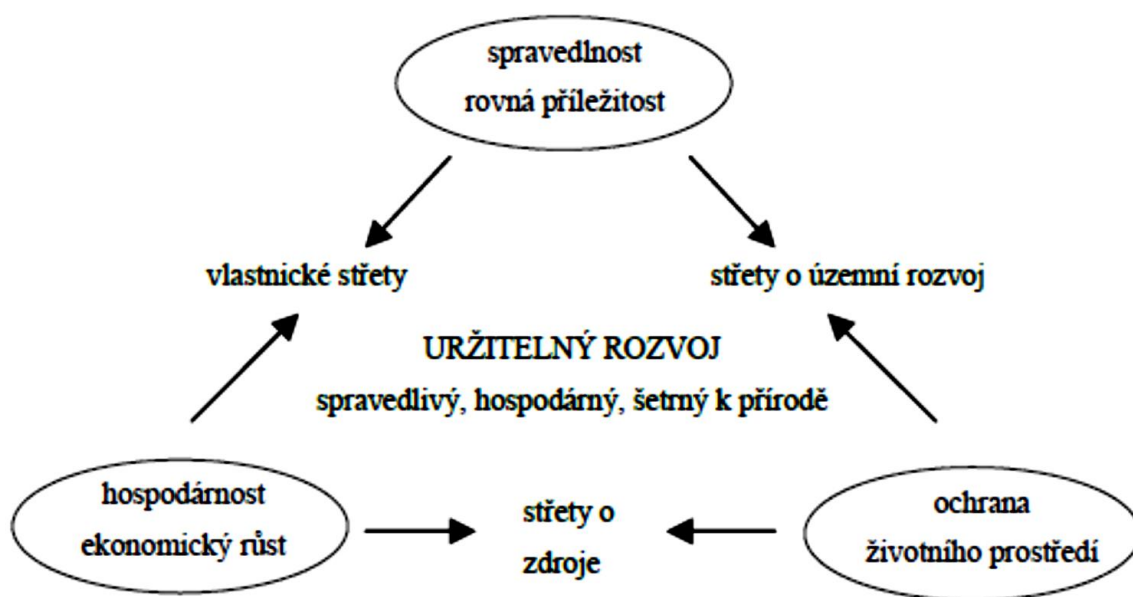 spravedlnost
rovná příležitost
vlastnické střety
střety o územní rozvoj
URŽITELNÝ ROZVOJ
spravedlivý, hospodárný, šetrný k přírodě
hospodárnost
ekonomický růst
střety o
zdroje
ochrana
životního prostředí